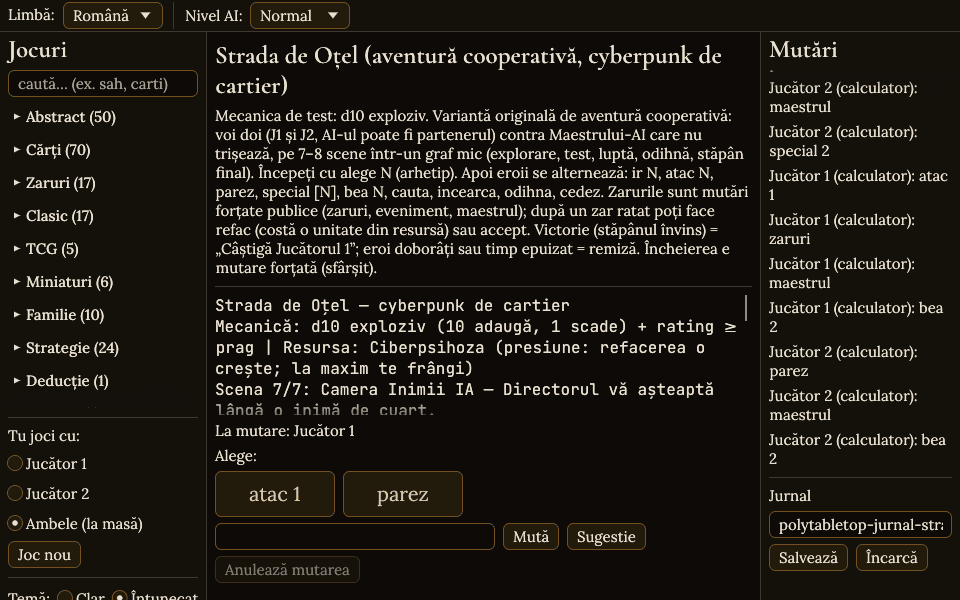 Limbă: Română Nivel AI: Normal
Jocuri
caută... (ex. sah, carti)
▸ Abstract (50)
▸ Cărți (70)
▸ Zaruri (17)
▸ Clasic (17)
▸ TCG (5)
▸ Miniaturi (6)
▸ Familie (10)
▸ Strategie (24)
▸ Deducție (1)
Tu joci cu:
Jucător 1
Jucător 2
Ambele (la masă)
Joc nou
Temă: Clar Întunecat
Strada de Oțel (aventură cooperativă, cyberpunk de
cartier)
Mecanica de test: d10 exploziv. Variantă originală de aventură cooperativă:
voi doi (J1 și J2, AI-ul poate fi partenerul) contra Maestrului-AI care nu
trișează, pe 7–8 scene într-un graf mic (explorare, test, luptă, odihnă, stăpân
final). Începeți cu alege N (arhetip). Apoi eroii se alternează: ir N, atac N,
parez, special [N], bea N, cauta, incearca, odihna, cedez. Zarurile sunt mutări
forțate publice (zaruri, eveniment, maestrul); după un zar ratat poți face
refac (costă o unitate din resursă) sau accept. Victorie (stăpânul învins) =
„Câștigă Jucătorul 1”; eroi doborâți sau timp epuizat = remiză. Încheierea e
mutare forțată (sfârșit).
Strada de Oțel — cyberpunk de cartier
Mecanică: d10 exploziv (10 adaugă, 1 scade) + rating ≥
prag | Resursa: Ciberpsihoza (presiune: refacerea o
crește; la maxim te frângi)
Scena 7/7: Camera Inimii IA — Directorul vă așteaptă
lângă o inimă de cuarț.
La mutare: Jucător 1
Alege:
atac 1 parez
Mută Sugestie
Anulează mutarea
Mutări
Jucător 2 (calculator):
maestrul
Jucător 2 (calculator):
special 2
Jucător 1 (calculator): atac
1
Jucător 1 (calculator):
zaruri
Jucător 1 (calculator):
maestrul
Jucător 1 (calculator): bea
2
Jucător 2 (calculator):
parez
Jucător 2 (calculator):
maestrul
Jucător 2 (calculator): bea
2
Jurnal
polytabletop-jurnal-stra
Salvează Încarcă